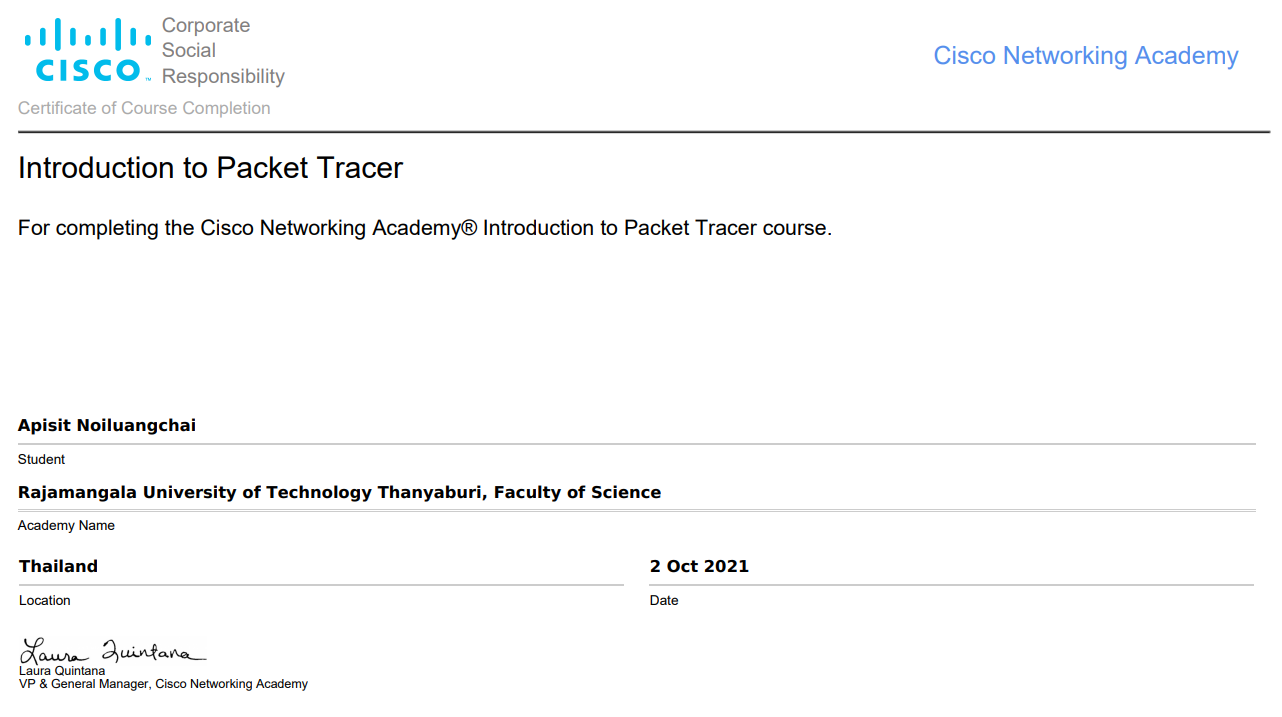 CISCO
Corporate
Social
Responsibility
Cisco Networking Academy
Certificate of Course Completion
Introduction to Packet Tracer
For completing the Cisco Networking Academy® Introduction to Packet Tracer course.
Apisit Noiluangchai
Student
Rajamangala University of Technology Thanyaburi, Faculty of Science
Academy Name
Thailand
2 Oct 2021
Location
Date
Laura Quintana
Laura Quintana
VP & General Manager, Cisco Networking Academy